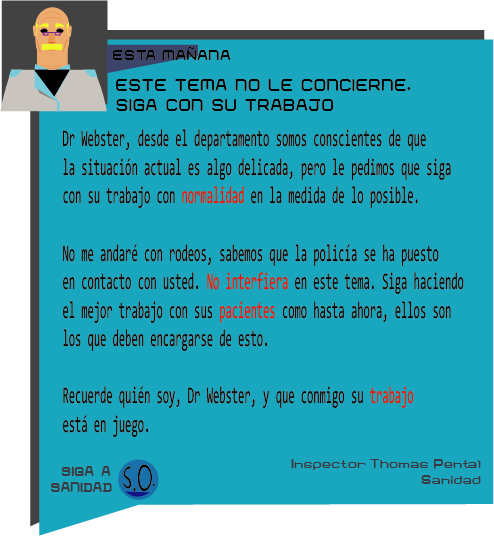 ESTA MAÑANA
ESTE TEMA NO LE CONCIERNE.
SIGA CON SU TRABAJO
Dr Webster, desde el departamento somos conscientes de que
la situación actual es algo delicada, pero le pedimos que siga
con su trabajo con normalidad en la medida de lo posible.
No me andaré con rodeos, sabemos que la policía se ha puesto
en contacto con usted. No interfiera en este tema. Siga haciendo
el mejor trabajo con sus pacientes como hasta ahora, ellos son
los que deben encargarse de esto.
Recuerde quién soy, Dr Webster, y que conmigo su trabajo
está en juego.
SIGA A
SANIDAD
S.O.
Inspector Thomas Pental
Sanidad